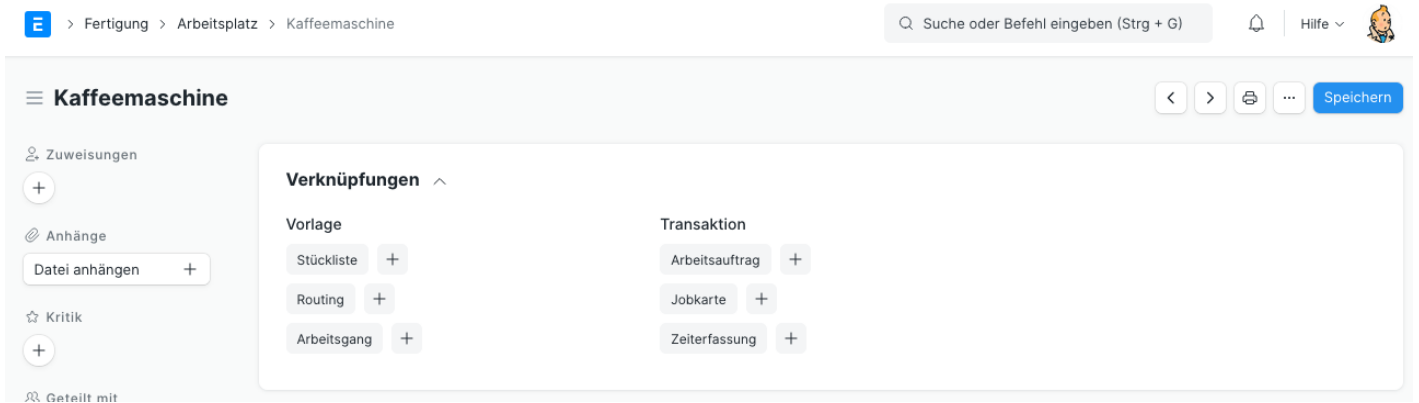 E > Fertigung > Arbeitsplatz > Kaffeemaschine
Suche oder Befehl eingeben (Strg + G)
Hilfe
Kaffeemaschine
Speichern
Zuweisungen
Anhänge
Datei anhängen
Kritik
Geteilt mit
Verknüpfungen
Vorlage
Stückliste
Routing
Arbeitsgang
Transaktion
Arbeitsauftrag
Jobkarte
Zeiterfassung